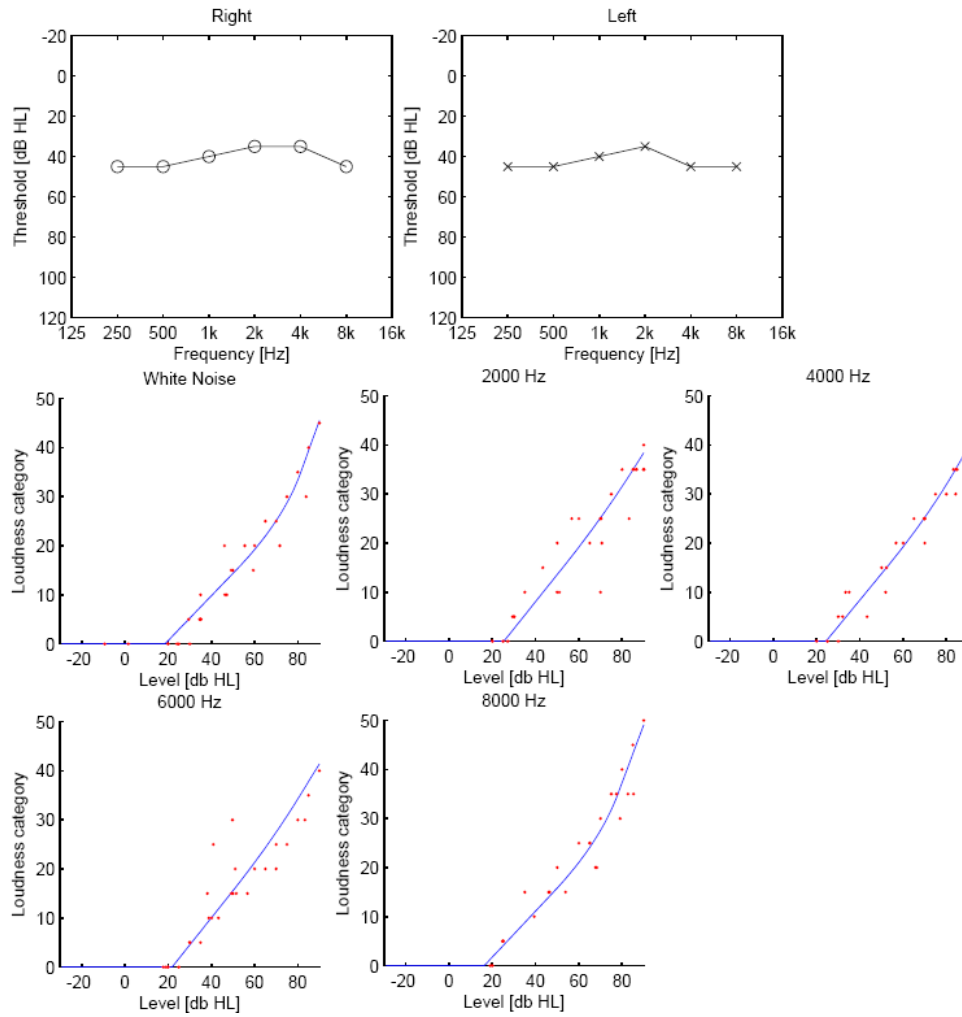 Right Left
-20 -20
0 0
20 20
40 40
60 60
80 80
100 100
120 120
Threshold [dB HL] Threshold [dB HL]
125 250 500 1k 2k 4k 8k 16k 125 250 500 1k 2k 4k 8k 16k
Frequency [Hz] Frequency [Hz]
White Noise 2000 Hz 4000 Hz
50 50 50
40 40 40
30 30 30
20 20 20
10 10 10
0 0 0
Loudness category Loudness category Loudness category
-20 0 20 40 60 80 -20 0 20 40 60 80 -20 0 20 40 60 80
Level [db HL] Level [db HL] Level [db HL]
6000 Hz 8000 Hz
50 50
40 40
30 30
20 20
10 10
0 0
Loudness category Loudness category
-20 0 20 40 60 80 -20 0 20 40 60 80
Level [db HL] Level [db HL]